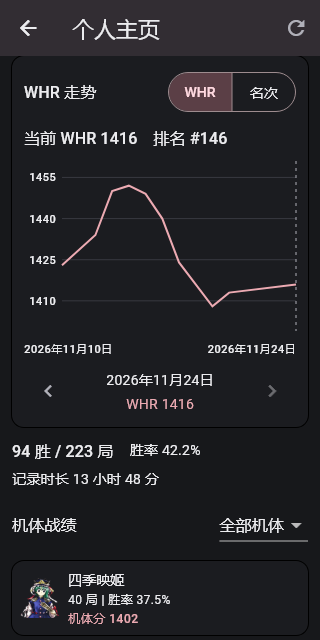 个人主页
WHR 走势
WHR
名次
当前 WHR 1416 排名 #146
1455
1440
1425
1410
2026年11月10日
2026年11月24日
2026年11月24日
WHR 1416
94 胜 / 223 局 胜率 42.2%
记录时长 13 小时 48 分
机体战绩
全部机体
四季映姬
40 局 | 胜率 37.5%
机体分 1402